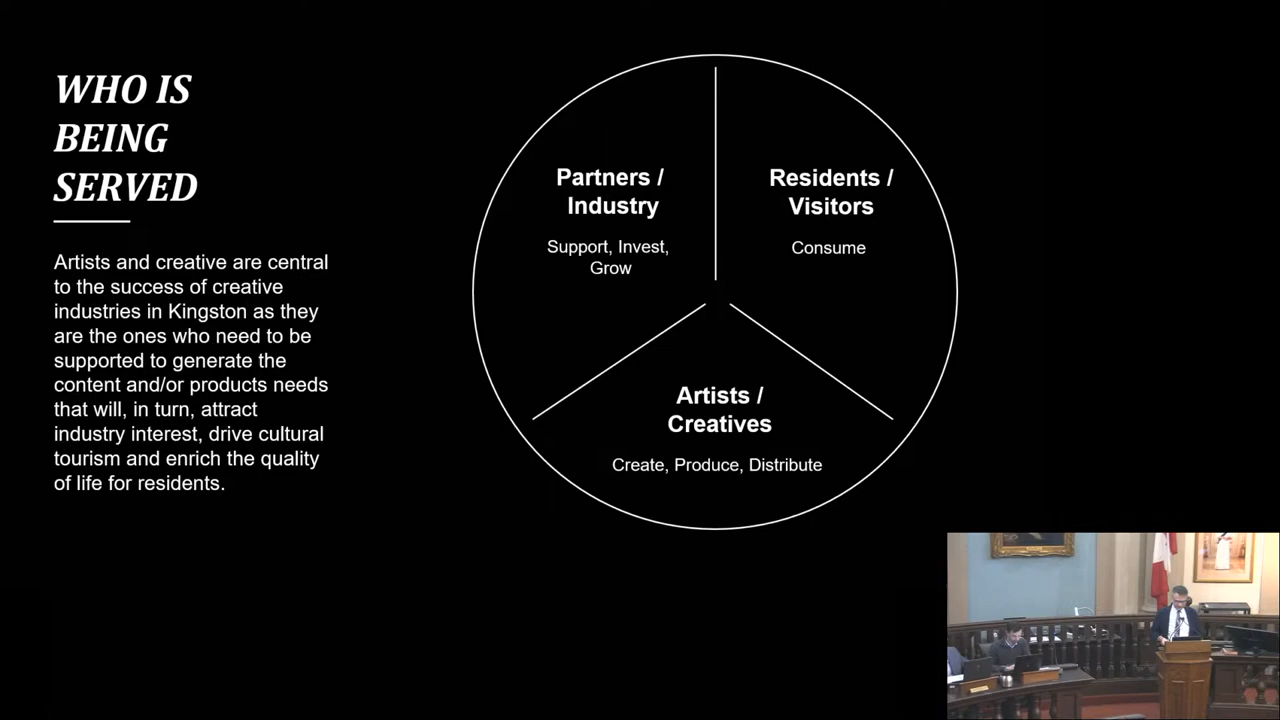 WHO IS
BEING
SERVED
Artists and creative are central
to the success of creative
industries in Kingston as they
are the ones who need to be
supported to generate the
content and/or products needs
that will, in turn, attract
industry interest, drive cultural
tourism and enrich the quality
of life for residents.
Partners /
Industry
Support, Invest,
Grow
Residents /
Visitors
Consume
Artists /
Creatives
Create, Produce, Distribute